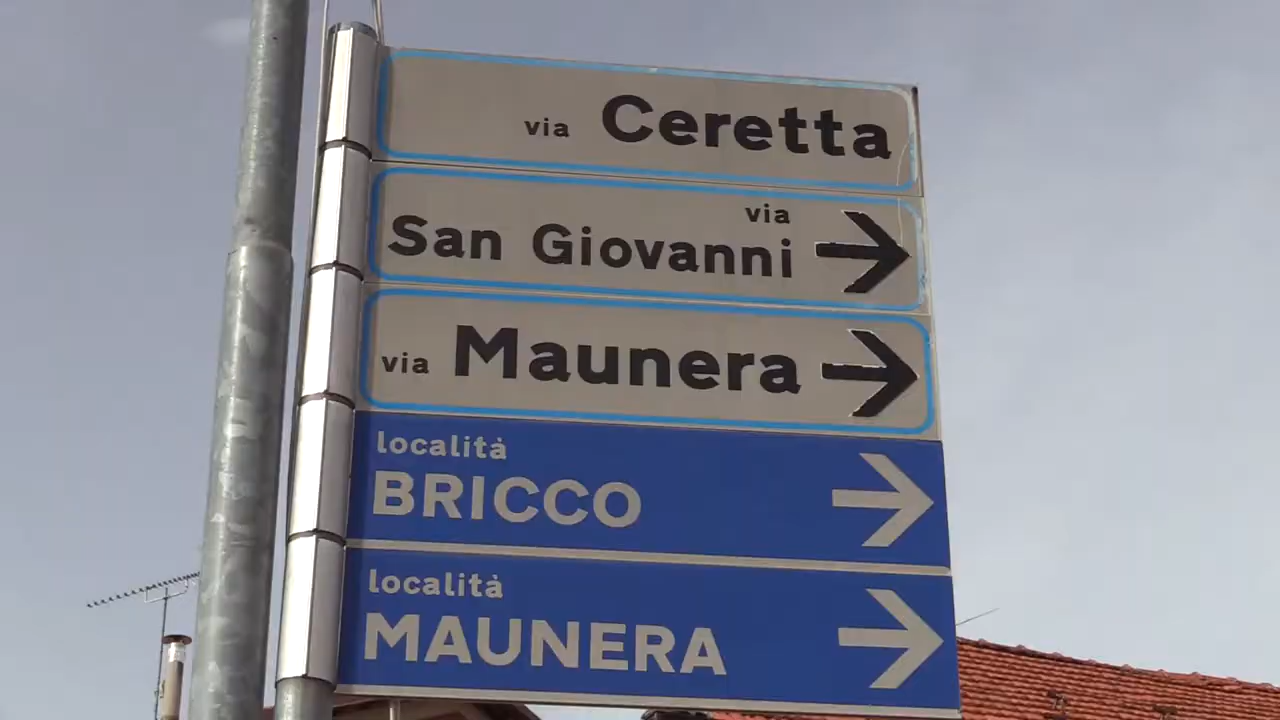 via Ceretta
via
San Giovanni
via Maunera
località
BRICCO
località
MAUNERA